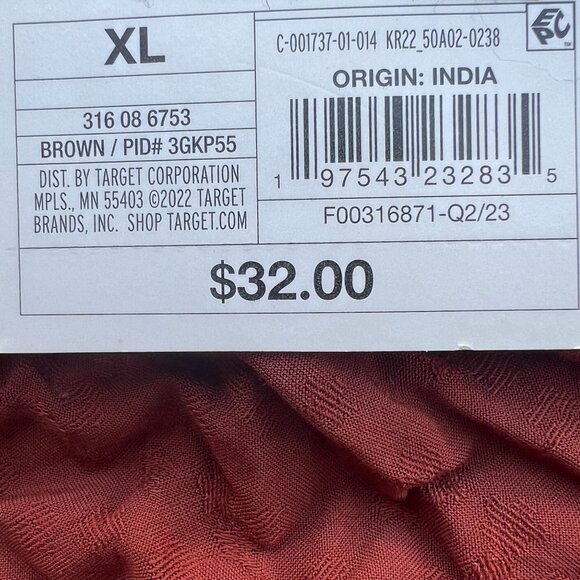 XL
316 08 6753
BROWN / PID# 3GKP55
DIST. BY TARGET CORPORATION
MPLS, MN 55403 ©2022 TARGET
BRANDS, INC. SHOP TARGET.COM
C-001737-01-014 KR22_50A02-0238
EPC™
ORIGIN: INDIA
1 97543 23283 5
F00316871-Q2/23
$32.00